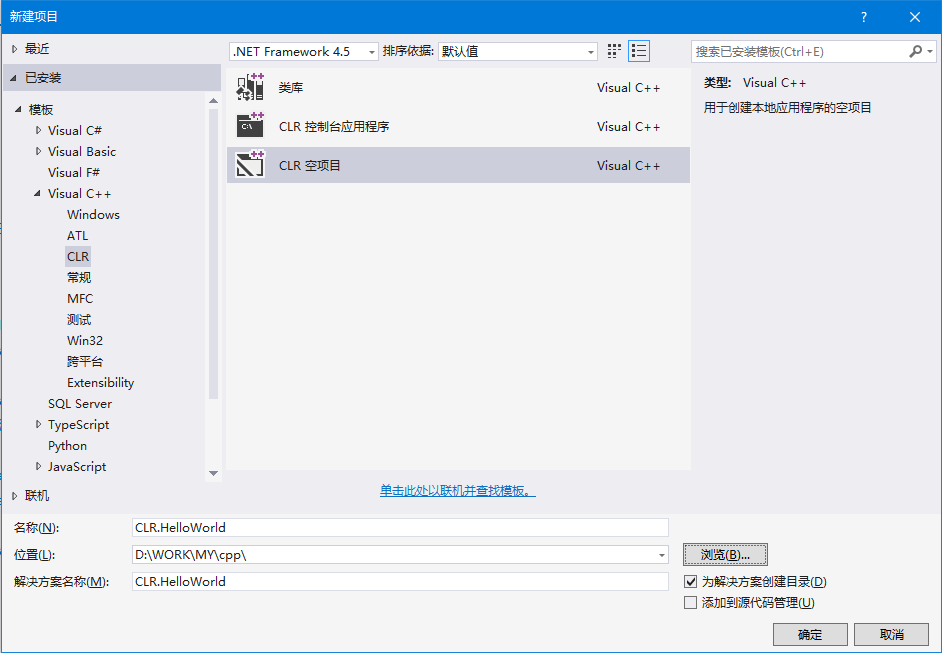 新建项目
?
最近
.NET Framework 4.5
排序依据:
默认值
搜索已安装模板(Ctrl+E)
已安装
模板
Visual C#
Visual Basic
Visual F#
Visual C++
Windows
ATL
CLR
常规
MFC
测试
Win32
跨平台
Extensibility
SQL Server
TypeScript
Python
JavaScript
联机
类库 Visual C++
CLR 控制台应用程序 Visual C++
CLR 空项目 Visual C++
类型: Visual C++
用于创建本地应用程序的空项目
单击此处以联机并查找模板。
名称(N): CLR.HelloWorld
位置(L): D:\WORK\MY\cpp\
浏览(B)...
解决方案名称(M): CLR.HelloWorld
为解决方案创建目录(D)
添加到源代码管理(U)
确定
取消